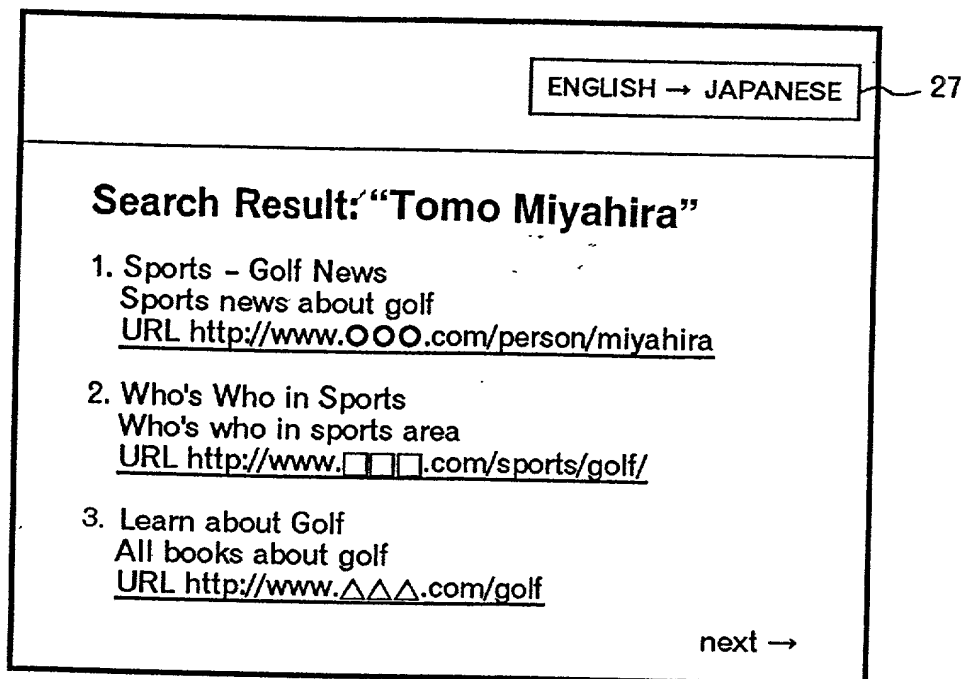 ENGLISH → JAPANESE
27
Search Result: “Tomo Miyahira”
1. Sports – Golf News
Sports news about golf
URL http://www.○○○.com/person/miyahira
2. Who's Who in Sports
Who's who in sports area
URL http://www.□□□.com/sports/golf/
3. Learn about Golf
All books about golf
URL http://www.△△△.com/golf
next →